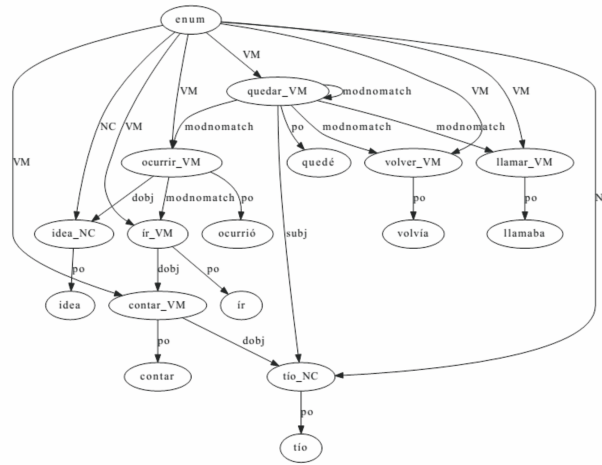 enum
VM
quedar_VM
modnomatch
NC
VM
VM
VM
VM
modnomatch
po
modnomatch
modnomatch
VM
ocurrir_VM
quedé
volver_VM
llamar_VM
dobj
modnomatch
po
po
po
N
idea_NC
ír_VM
ocurrió
subj
volvía
llamaba
po
dobj
po
idea
contar_VM
ír
po
dobj
contar
tío_NC
po
tío